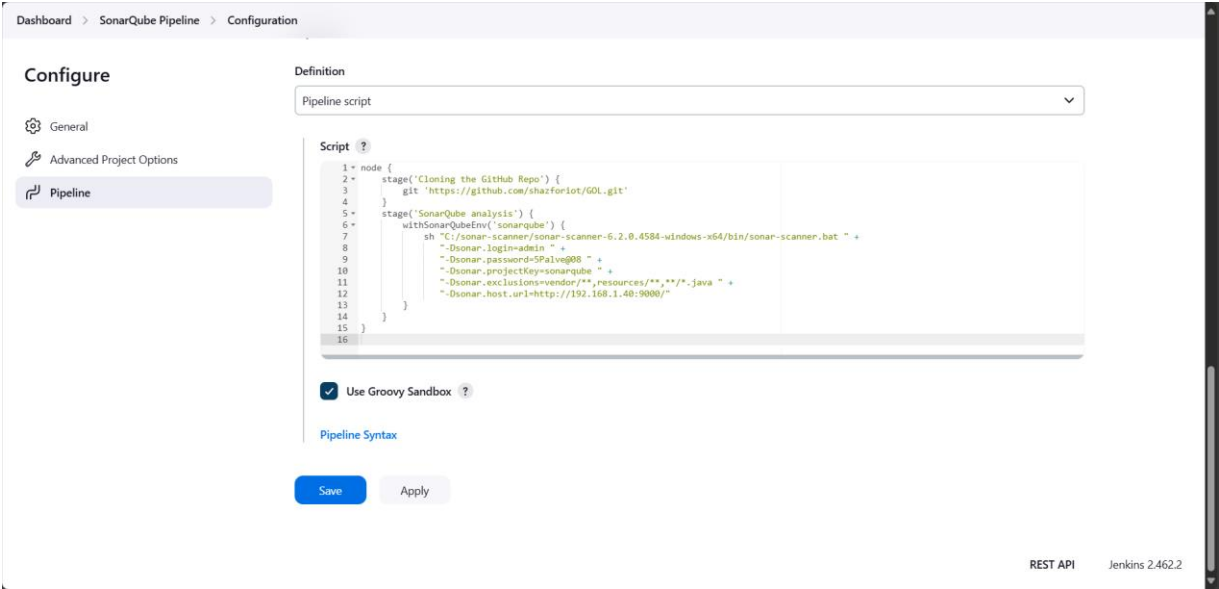 Dashboard > SonarQube Pipeline > Configuration
Configure
General
Advanced Project Options
Pipeline
Definition
Pipeline script
Script ?
1 node {
2 stage('Cloning the GitHub Repo') {
3 git 'https://github.com/shazforiot/GOL.git'
4 }
5 stage('SonarQube analysis') {
6 withSonarQubeEnv('sonarqube') {
7 sh "C:/sonar-scanner/sonar-scanner-6.2.0.4584-windows-x64/bin/sonar-scanner.bat " +
8 "-Dsonar.login=admin " +
9 "-Dsonar.password=5Palve@08 " +
10 "-Dsonar.projectKey=sonarqube " +
11 "-Dsonar.exclusions=vendor/**,resources/**,**/*.java " +
12 "-Dsonar.host.url=http://192.168.1.40:9000/"
13 }
14 }
15 }
16
Use Groovy Sandbox ?
Pipeline Syntax
Save Apply
REST API Jenkins 2.462.2